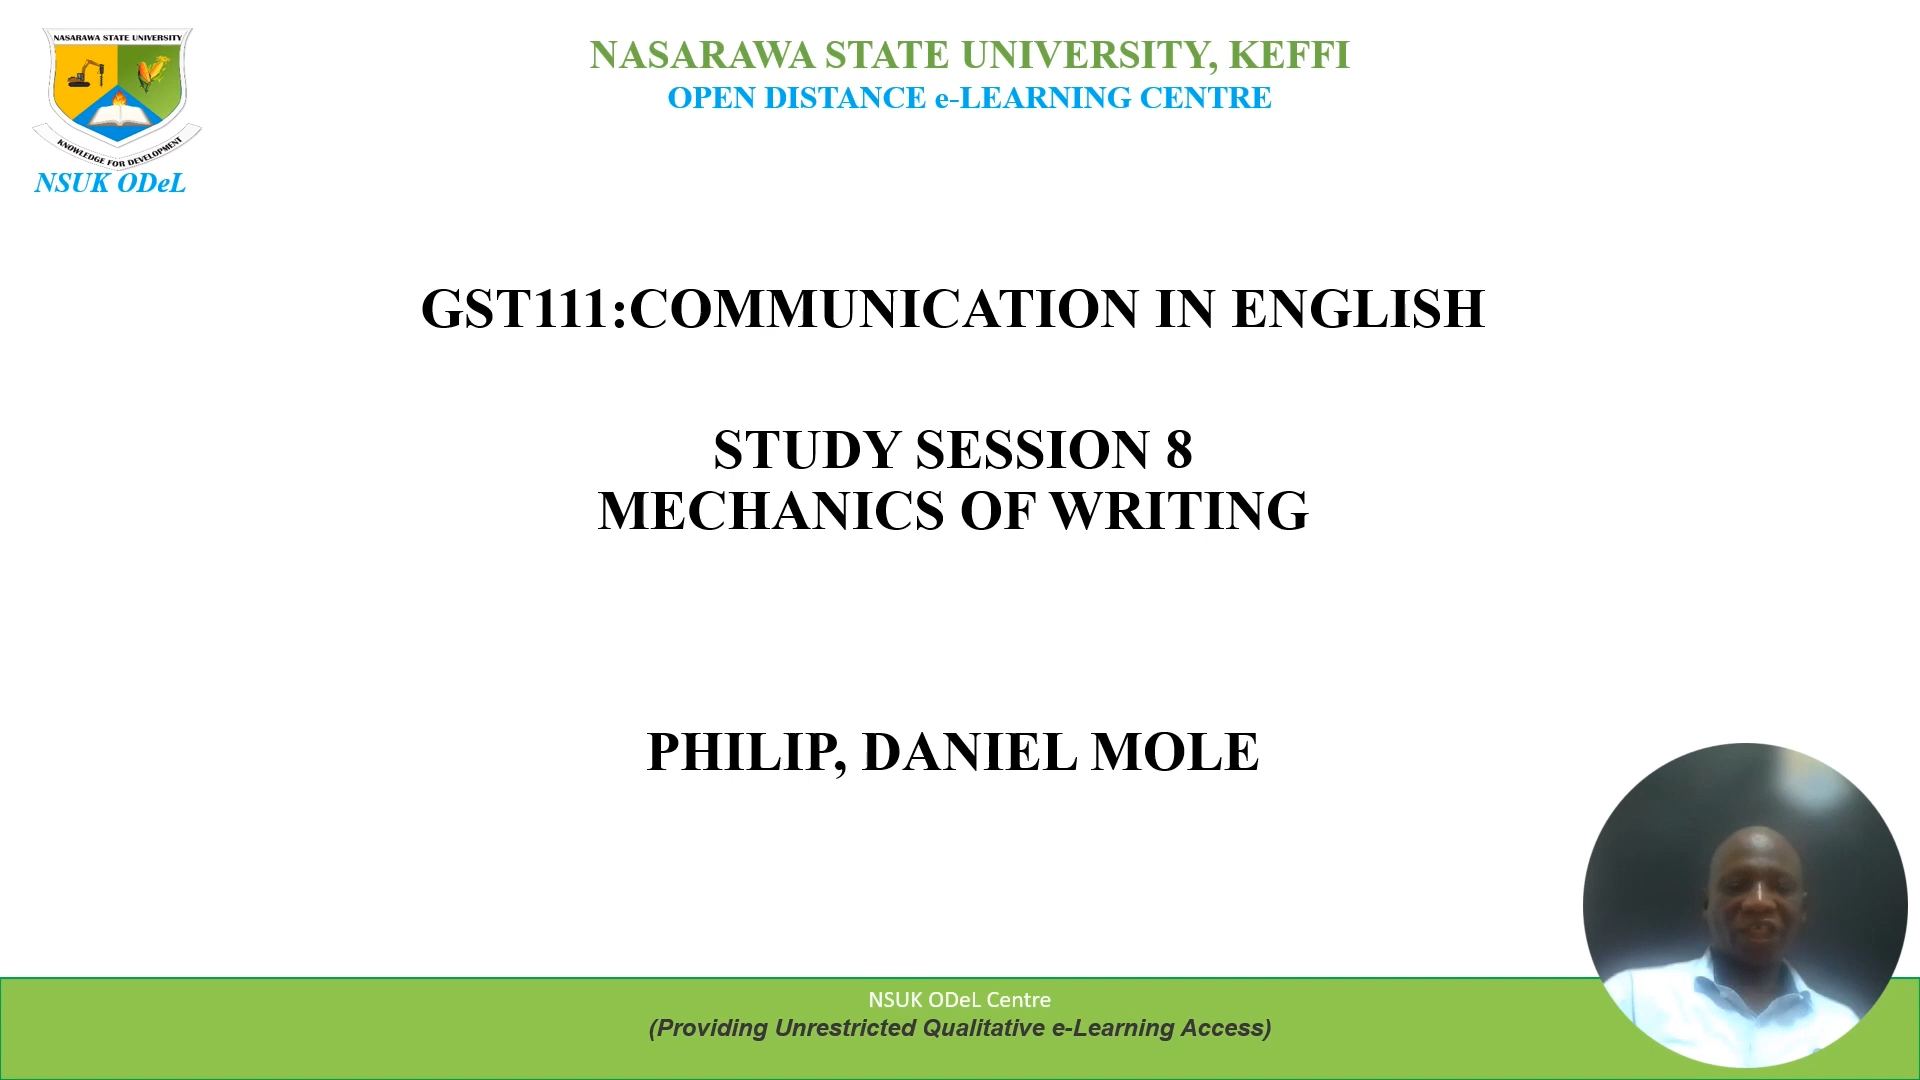 NASARAWA STATE UNIVERSITY
KNOWLEDGE FOR DEVELOPMENT
NSUK ODeL
NASARAWA STATE UNIVERSITY, KEFFI
OPEN DISTANCE e-LEARNING CENTRE
GST111:COMMUNICATION IN ENGLISH
STUDY SESSION 8
MECHANICS OF WRITING
PHILIP, DANIEL MOLE
NSUK ODeL Centre
(Providing Unrestricted Qualitative e-Learning Access)